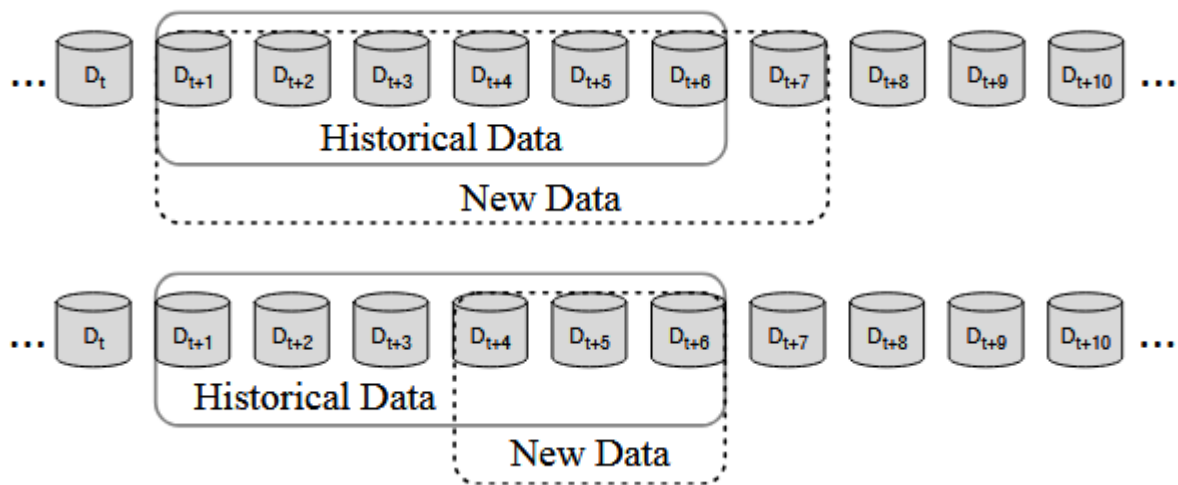 ... Dt Dt+1 Dt+2 Dt+3 Dt+4 Dt+5 Dt+6 Dt+7 Dt+8 Dt+9 Dt+10 ...
Historical Data
New Data
... Dt Dt+1 Dt+2 Dt+3 Dt+4 Dt+5 Dt+6 Dt+7 Dt+8 Dt+9 Dt+10 ...
Historical Data
New Data